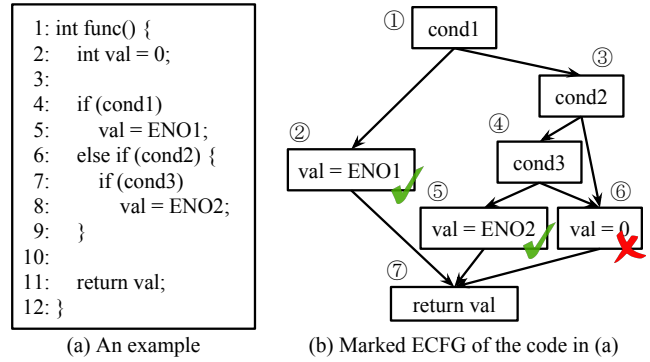 1: int func() {
2: int val = 0;
3:
4: if (cond1)
5: val = ENO1;
6: else if (cond2) {
7: if (cond3)
8: val = ENO2;
9: }
10:
11: return val;
12: }
(a) An example
① cond1
③
cond2
② ④
val = ENO1 cond3
⑤ ⑥
val = ENO2 val = 0
⑦
return val
(b) Marked ECFG of the code in (a)